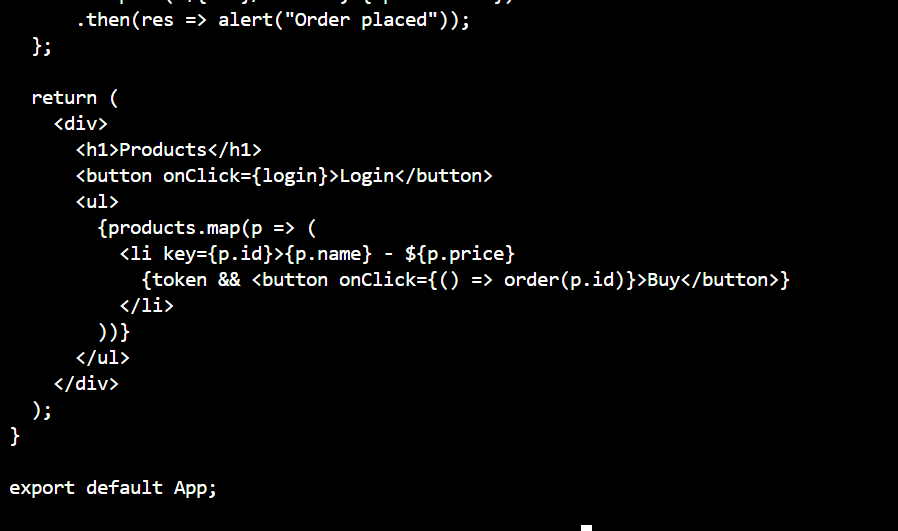 .then(res => alert("Order placed"));
};
return (
<div>
<h1>Products</h1>
<button onClick={login}>Login</button>
<ul>
{products.map(p => (
<li key={p.id}>{p.name} - ${p.price}
{token && <button onClick={() => order(p.id)}>Buy</button>}
</li>
))}
</ul>
</div>
);
}
export default App;